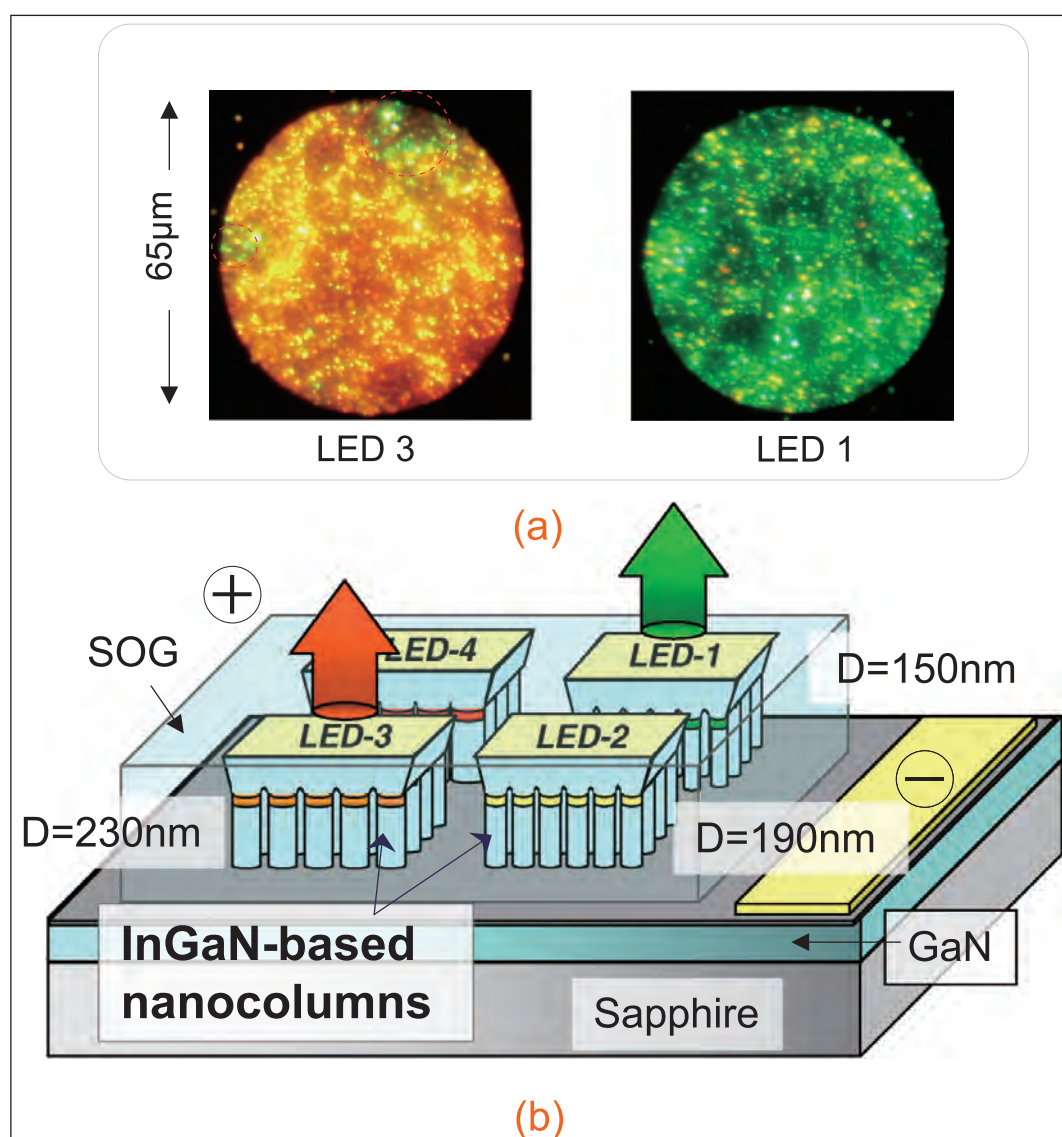 65µm
LED 3
LED 1
(a)
+
SOG
LED-4
LED-1
D=150nm
LED-3
LED-2
−
D=230nm
D=190nm
InGaN-based
nanocolumns
GaN
Sapphire
(b)